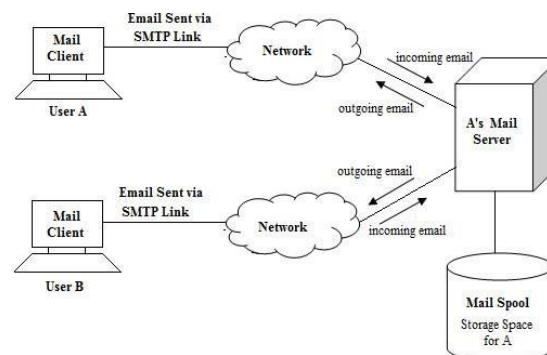 Mail
Client
User A
Email Sent via
SMTP Link
Network
incoming email
outgoing email
A's Mail
Server
Mail
Client
User B
Email Sent via
SMTP Link
Network
outgoing email
incoming email
Mail Spool
Storage Space
for A